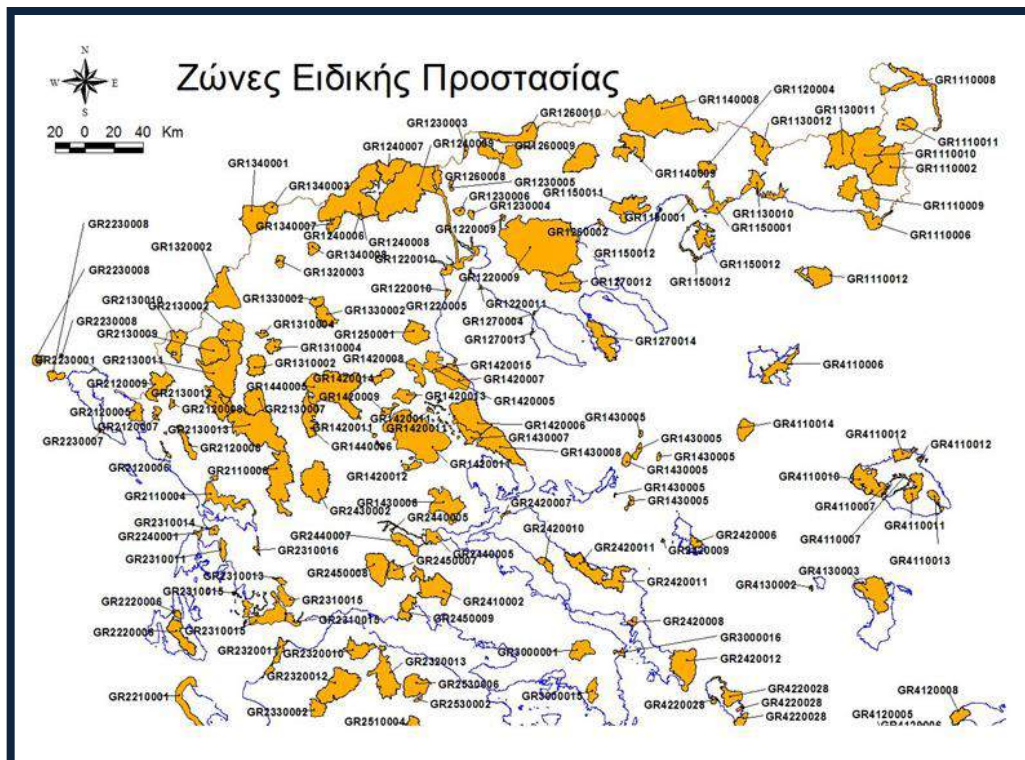 N
W E
S
Ζώνες Ειδικής Προστασίας
20 0 20 40 Km
GR1110008
GR1120004
GR1140008
GR1130011
GR1260010
GR1130012
GR1230003
GR1110011
GR1240007
GR1240009
GR1260009
GR1110010
GR1340001
GR1110002
GR1260008
GR1140009
GR1340003
GR1230005
GR1150011
GR1230006
GR1110009
GR1230004
GR2230008
GR1340007
GR1220009
GR1130010
GR1150001
GR1240006
GR1240008
GR1110006
GR1320002
GR1340008
GR1150012
GR1150012
GR2230008
GR1320003
GR1220010
GR1150012
GR1220009
GR1110012
GR1270012
GR1220010
GR2130010
GR1330002
GR1220005
GR1220011
GR2130002
GR1330002
GR1270004
GR2230008
GR1310004
GR2130009
GR1250001
GR1270013
GR1310004
GR1270014
GR2230001
GR2130011
GR1420008
GR1310002
GR1420015
GR4110006
GR1420014
GR1420007
GR2120009
GR1440005
GR1420009
GR1420013
GR1420005
GR2130012
GR2120008
GR2130007
GR2120005
GR1420011
GR1420011
GR1420011
GR1420006
GR1430005
GR4110014
GR2120007
GR2130013
GR1430007
GR2230007
GR1440006
GR1430008
GR1430005
GR4110012
GR4110012
GR2120006
GR1430005
GR1430005
GR2120006
GR1420011
GR2110006
GR1420012
GR4110010
GR1430005
GR2110004
GR1430006
GR2420007
GR1430005
GR4110007
GR2430002
GR4110011
GR2440005
GR2310014
GR2420010
GR2440007
GR2420006
GR4110007
GR2240001
GR2440005
GR2420011
GR2310011
GR2310016
GR4110013
GR2450007
GR2450008
GR4130003
GR2310013
GR2420011
GR4130002
GR2310015
GR2310015
GR2410002
GR2220006
GR2310015
GR2450009
GR2420008
GR2220006
GR2310015
GR3000016
GR2320011
GR2320010
GR3000001
GR2420012
GR2320013
GR2320012
GR2530006
GR4220028
GR4120008
GR2210001
GR3000015
GR4220028
GR2530002
GR4220028
GR2330002
GR4220028
GR4120005
GR2510004